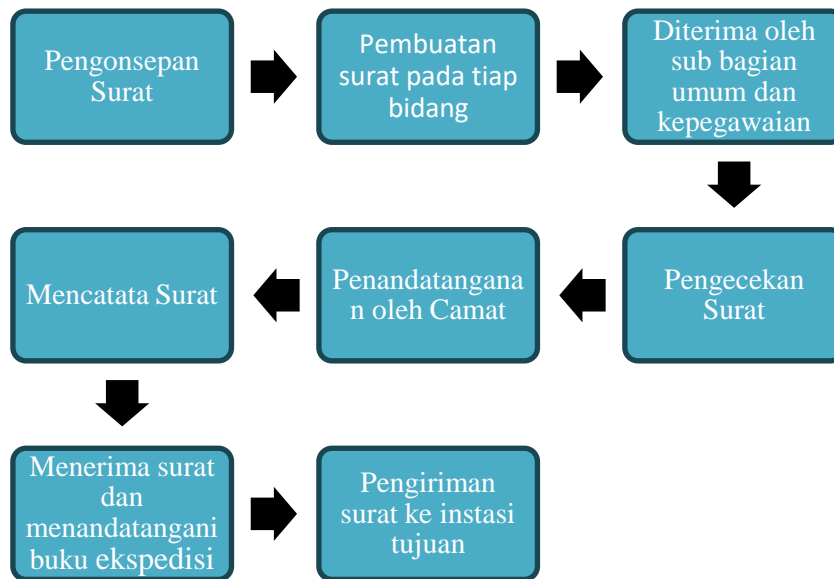 Pengonsepan
Surat
Pembuatan
surat pada tiap
bidang
Diterima oleh
sub bagian
umum dan
kepegawaian
Pengecekan
Surat
Penandatangana
n oleh Camat
Mencatata Surat
Menerima surat
dan
menandatangani
buku ekspedisi
Pengiriman
surat ke instasi
tujuan